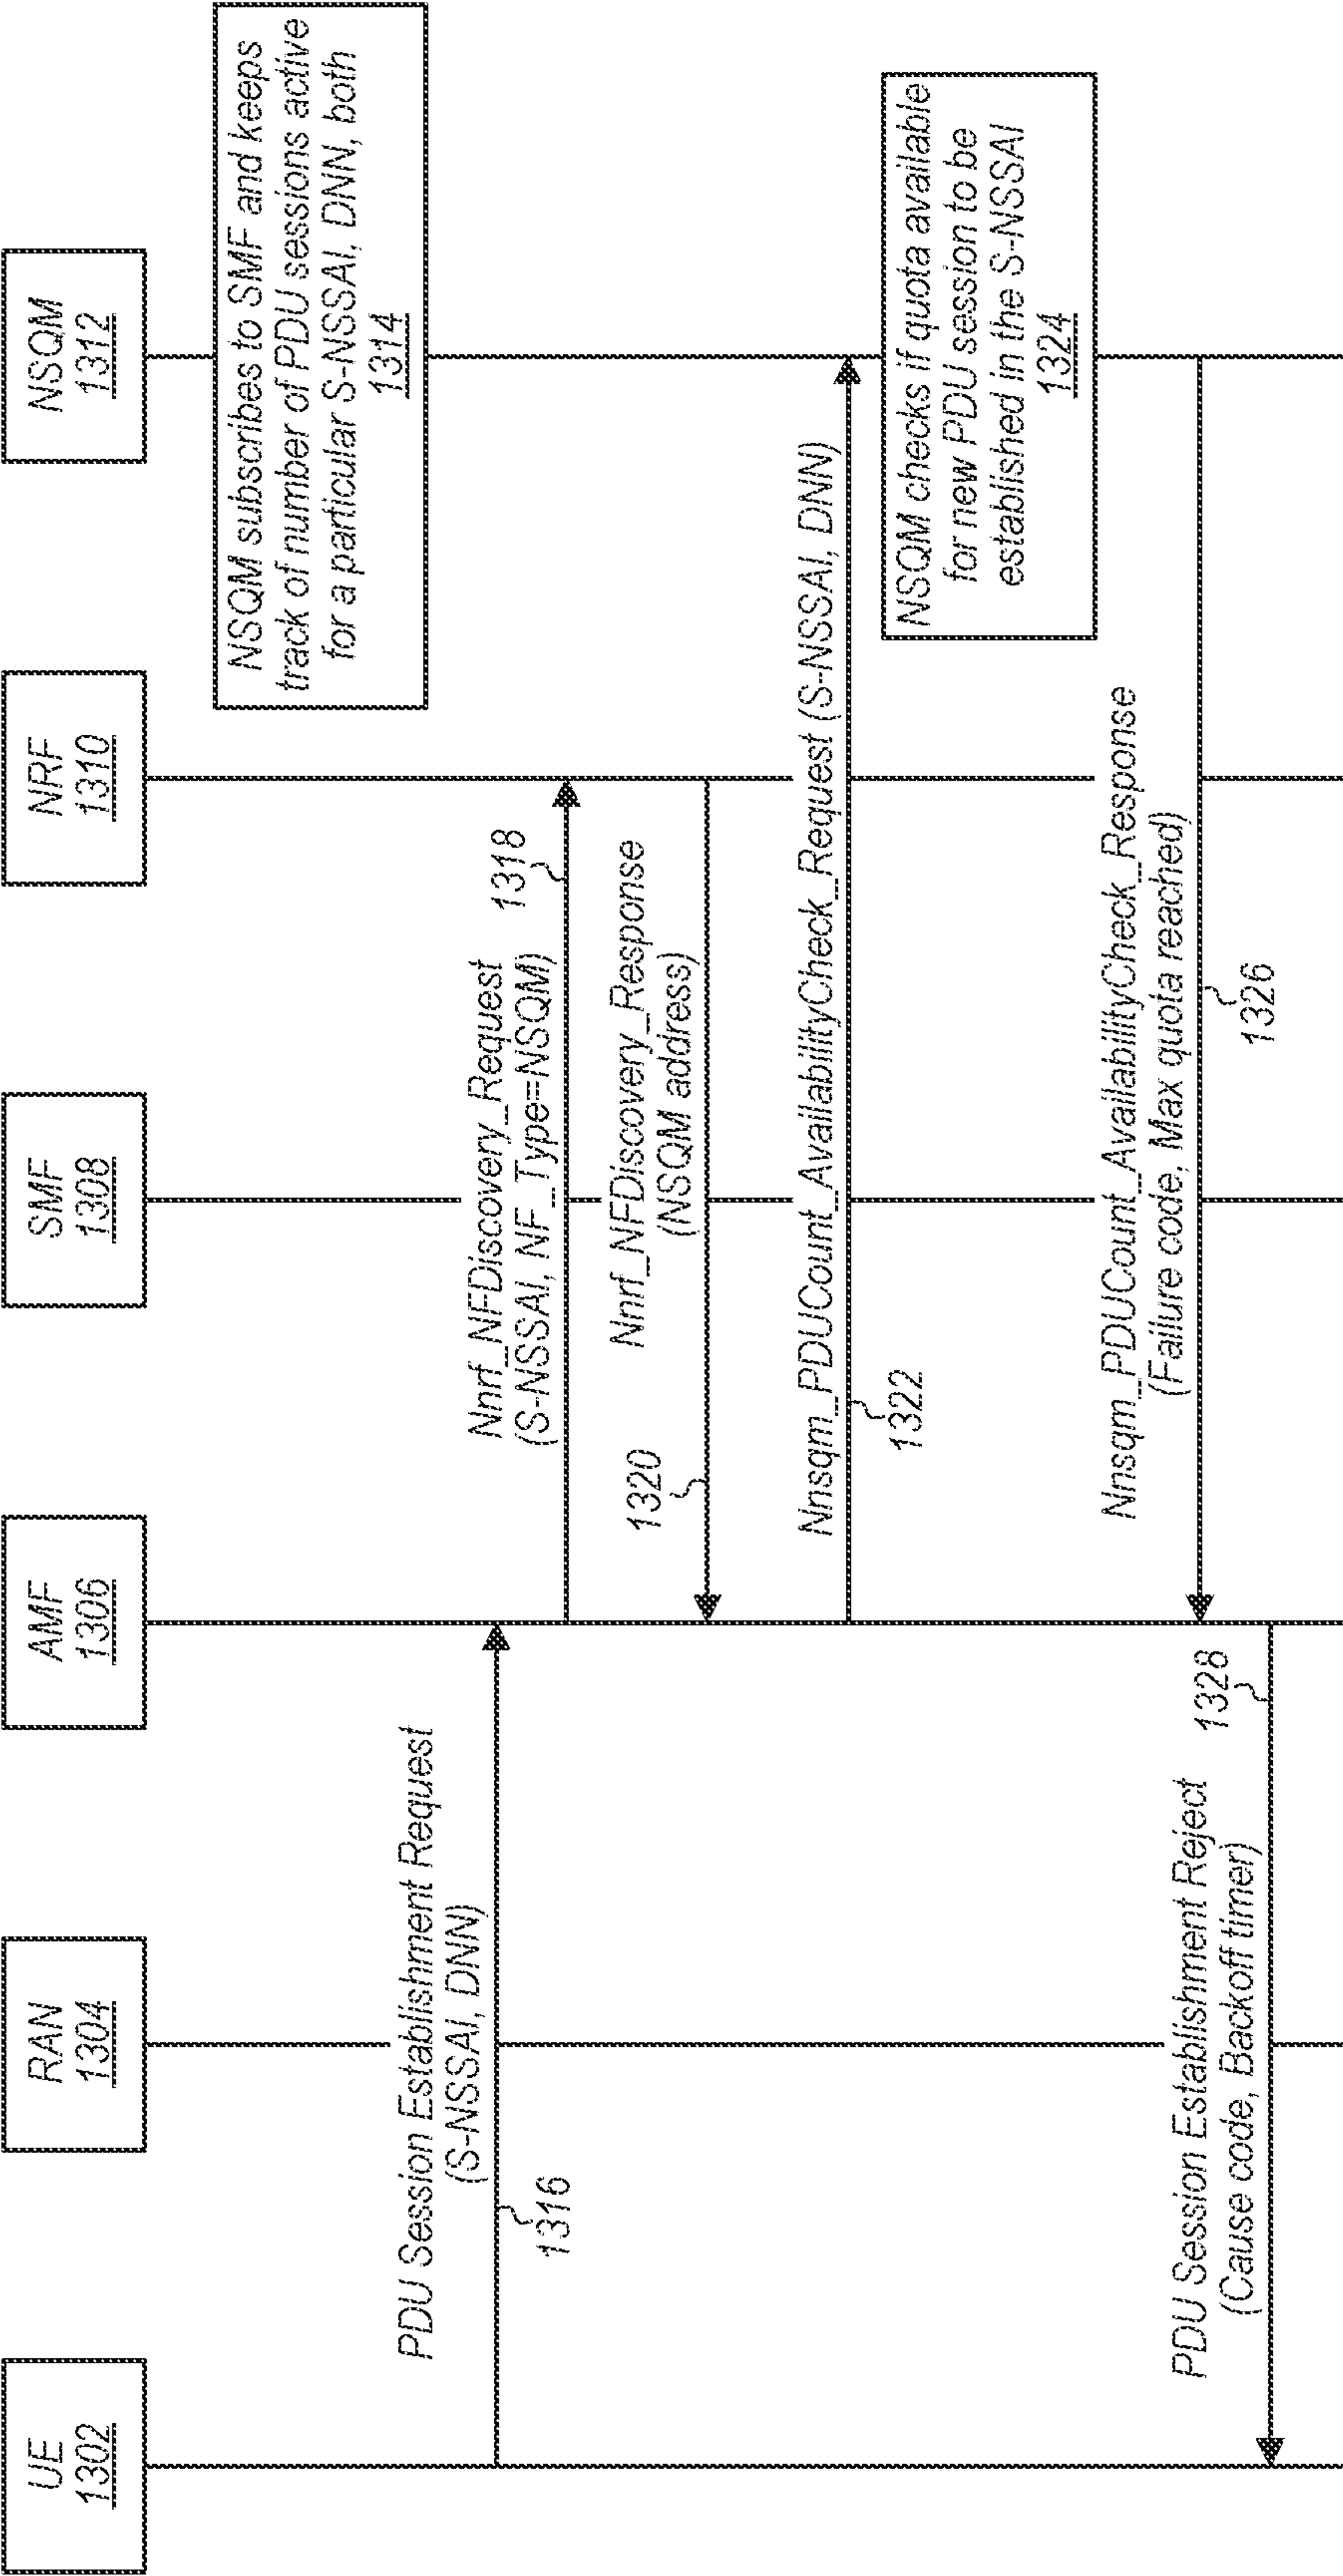 UE
1302
RAN
1304
AMF
1306
SMF
1308
NRF
1310
NSQM
1312
NSQM subscribes to SMF and keeps
track of number of PDU sessions active
for a particular S-NSSAI, DNN, both
1314
PDU Session Establishment Request
(S-NSSAI, DNN)
1316
Nnrf_NFDiscovery_Request
(S-NSSAI, NF_Type=NSQM)
1318
Nnrf_NFDiscovery_Response
(NSQM address)
1320
Nnsqm_PDUCount_AvailabilityCheck_Request (S-NSSAI, DNN)
1322
NSQM checks if quota available
for new PDU session to be
established in the S-NSSAI
1324
Nnsqm_PDUCount_AvailabilityCheck_Response
(Failure code, Max quota reached)
1326
PDU Session Establishment Reject
(Cause code, Backoff timer)
1328